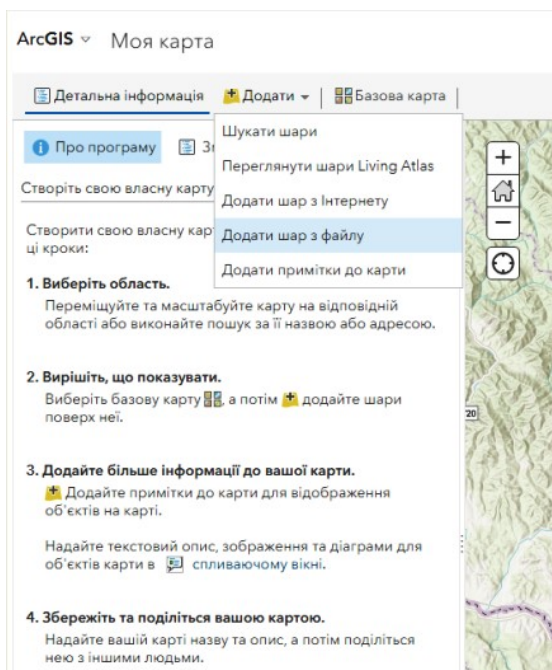 ArcGIS Моя карта
Детальна інформація Додати Базова карта
Про програму
Шукати шари
Переглянути шари Living Atlas
Додати шар з Інтернету
Додати шар з файлу
Додати примітки до карти
Створіть свою власну карту
Створити свою власну
ці кроки:
1. Виберіть область.
Переміщуйте та масштабуйте карту на відповідній
області або виконайте пошук за її назвою або адресою.
2. Вирішіть, що показувати.
Виберіть базову карту , а потім додайте шари
поверх неї.
3. Додайте більше інформації до вашої карти.
Додайте примітки до карти для відображення
об'єктів на карті.
Надайте текстовий опис, зображення та діаграми для
об'єктів карти в спливаючому вікні.
4. Збережіть та поділіться вашою картою.
Надайте вашій карті назву та опис, а потім поділіться
нею з іншими людьми.
+
−
20